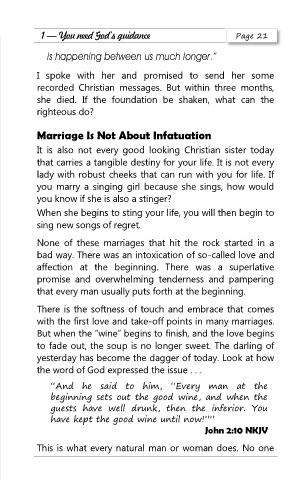 1 — You need God's guidance
Page 21
is happening between us much longer."
I spoke with her and promised to send her some
recorded Christian messages. But within three months,
she died. If the foundation be shaken, what can the
righteous do?
Marriage Is Not About Infatuation
It is also not every good looking Christian sister today
that carries a tangible destiny for your life. It is not every
lady with robust cheeks that can run with you for life. If
you marry a singing girl because she sings, how would
you know if she is also a stinger?
When she begins to sting your life, you will then begin to
sing new songs of regret.
None of these marriages that hit the rock started in a
bad way. There was an intoxication of so-called love and
affection at the beginning. There was a superlative
promise and overwhelming tenderness and pampering
that every man usually puts forth at the beginning.
There is the softness of touch and embrace that comes
with the first love and take-off points in many marriages.
But when the "wine" begins to finish, and the love begins
to fade out, the soup is no longer sweet. The darling of
yesterday has become the dagger of today. Look at how
the word of God expressed the issue . . .
"And he said to him, "Every man at the
beginning sets out the good wine, and when the
guests have well drunk, then the inferior. You
have kept the good wine until now!""
John 2:10 NKJV
This is what every natural man or woman does. No one